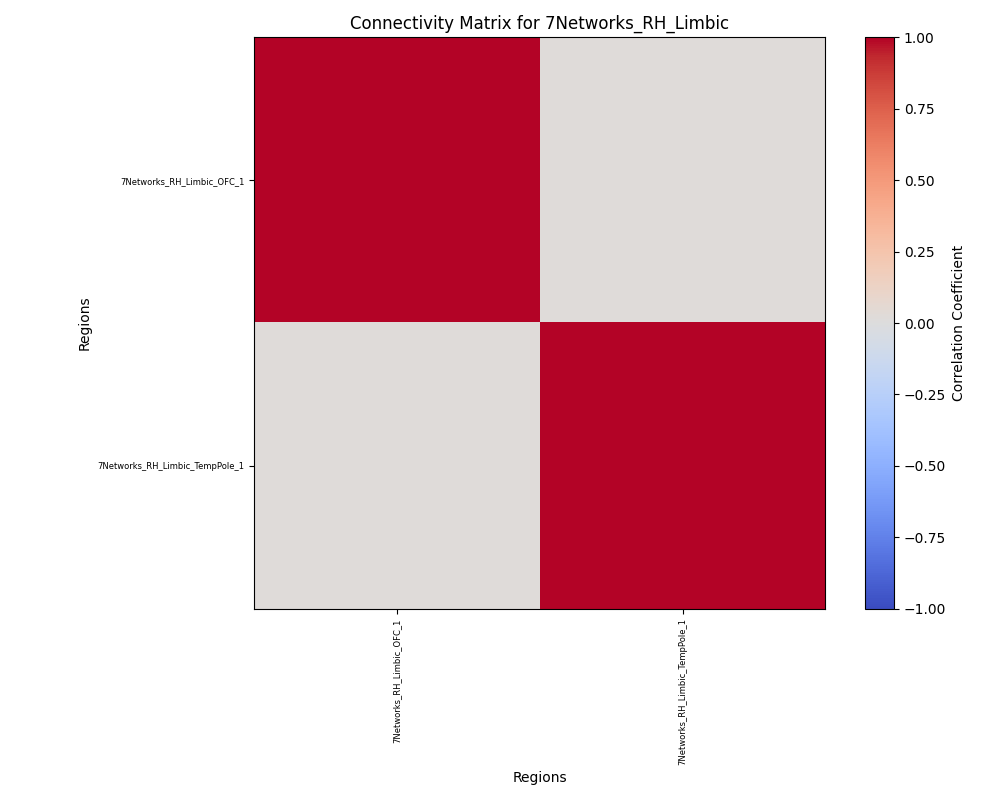 Connectivity Matrix for 7Networks_RH_Limbic
7Networks_RH_Limbic_OFC_1
7Networks_RH_Limbic_TempPole_1
Regions
7Networks_RH_Limbic_OFC_1
7Networks_RH_Limbic_TempPole_1
Regions
1.00
0.75
0.50
0.25
0.00
−0.25
−0.50
−0.75
−1.00
Correlation Coefficient